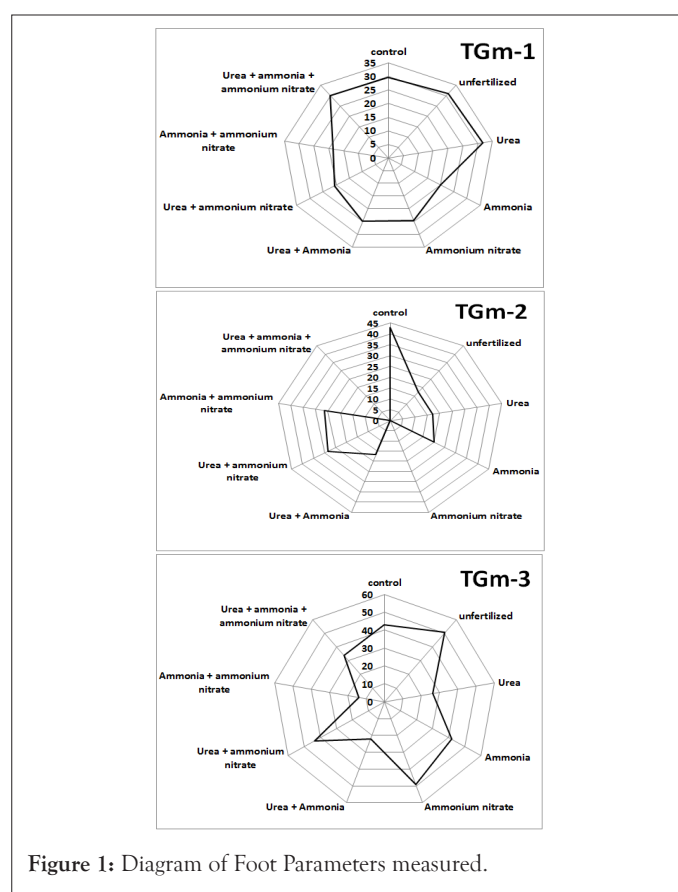 TGm-1
control
35
30
25
20
15
10
5
0
unfertilized
Urea
Ammonia
Ammonium nitrate
Urea + Ammonia
Urea + ammonium nitrate
Ammonia + ammonium
nitrate
Urea + ammonia +
ammonium nitrate
TGm-2
control
45
40
35
30
25
20
15
10
5
0
unfertilized
Urea
Ammonia
Ammonium nitrate
Urea + Ammonia
Urea + ammonium
nitrate
Ammonia + ammonium
nitrate
Urea + ammonia +
ammonium nitrate
TGm-3
control
60
50
40
30
20
10
0
unfertilized
Urea
Ammonia
Ammonium nitrate
Urea + Ammonia
Urea + ammonium
nitrate
Ammonia + ammonium
nitrate
Urea + ammonia +
ammonium nitrate
Figure 1: Diagram of Foot Parameters measured.